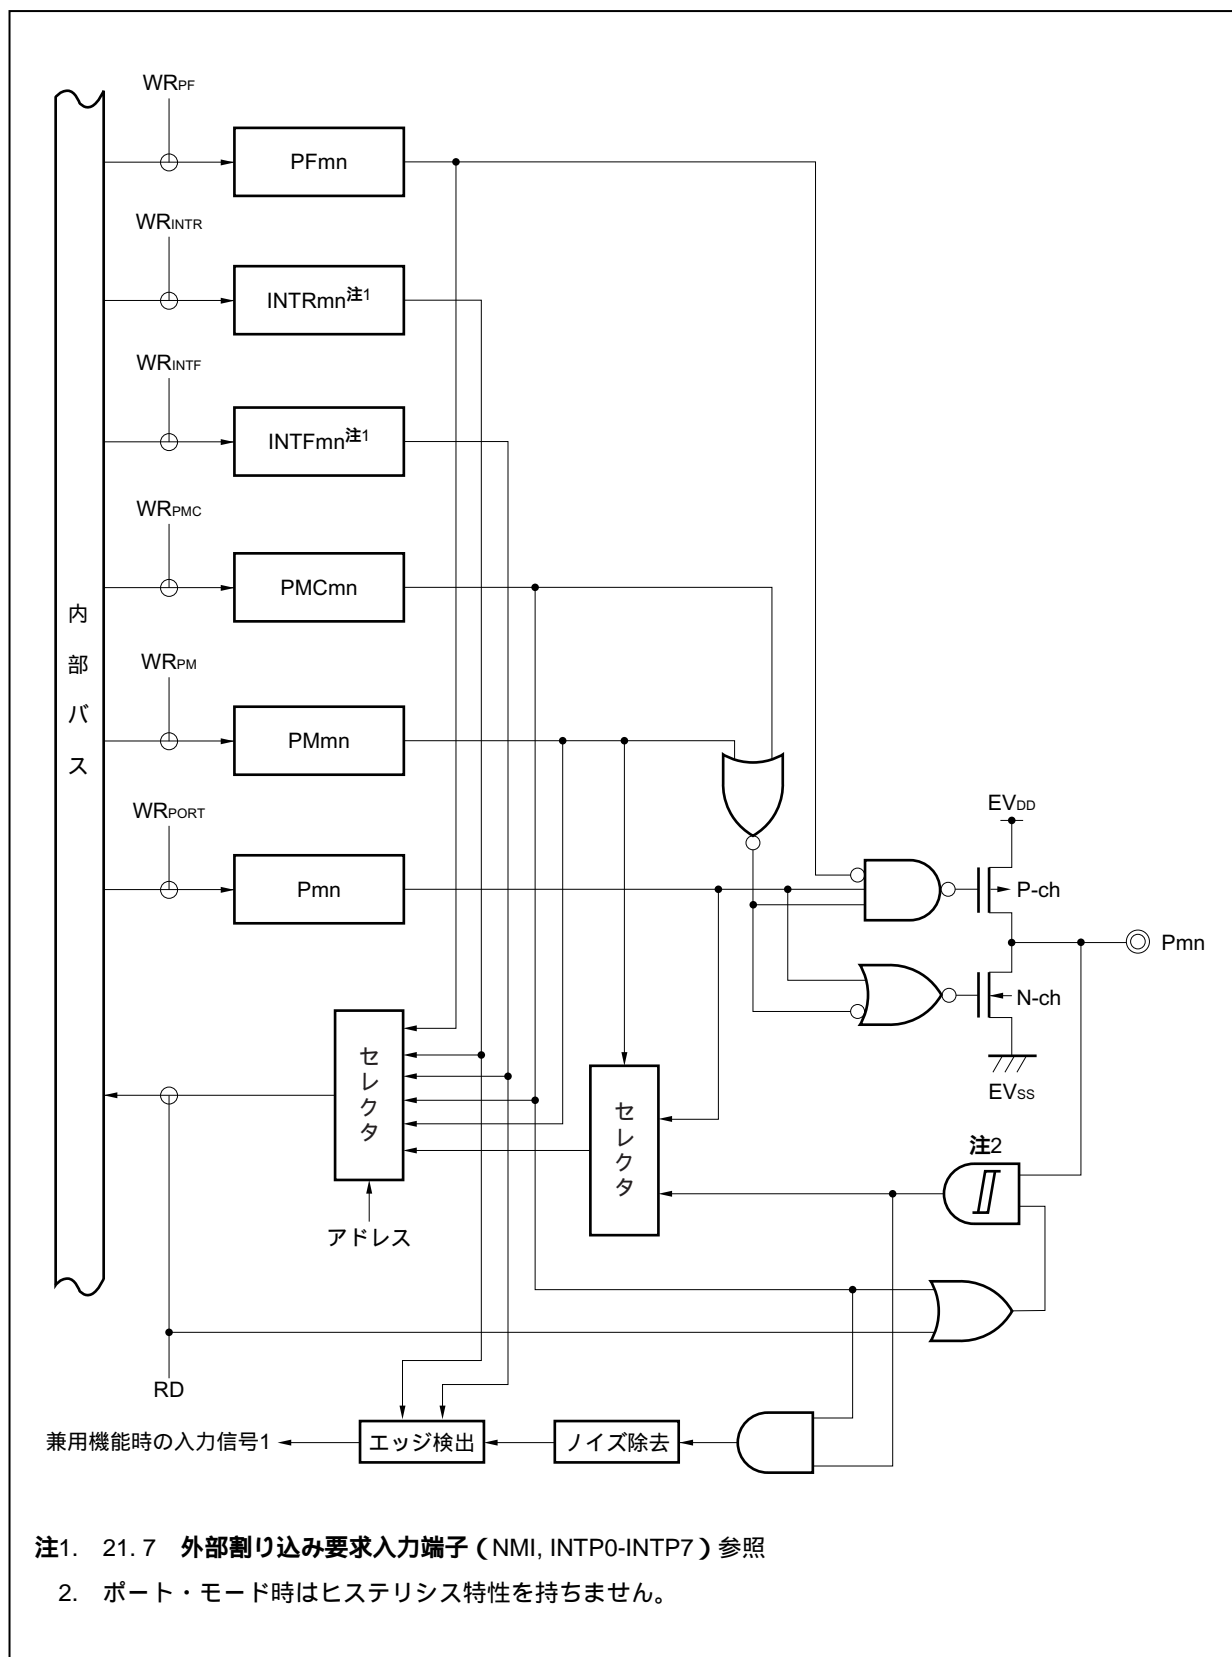 WRPF
PFmn
WRINTR
INTRmn注1
WRINTF
INTFmn注1
WRPMC
PMCmn
内部バス
WRPM
PMmn
WRPORT
Pmn
EVDD
P-ch
Pmn
N-ch
EVSS
セレクタ
セレクタ
注2
アドレス
RD
兼用機能時の入力信号1
エッジ検出
ノイズ除去
注1. 21. 7 外部割り込み要求入力端子(NMI, INTP0-INTP7)参照
2. ポート・モード時はヒステリシス特性を持ちません。